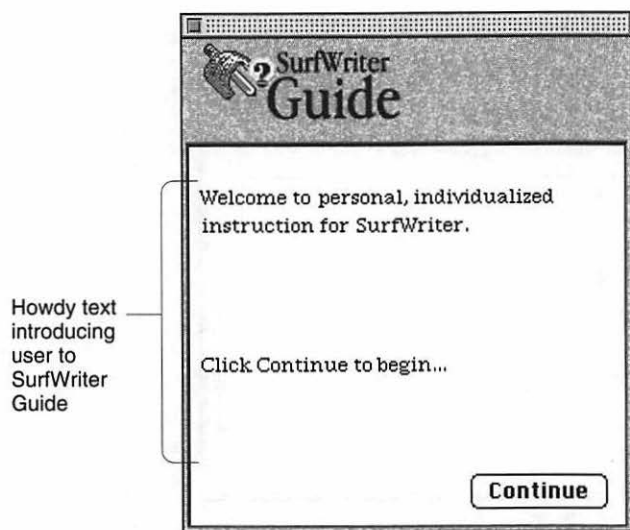 ?
SurfWriter
Guide
Welcome to personal, individualized
instruction for SurfWriter.
Howdy text
introducing
user to
SurfWriter
Guide
Click Continue to begin...
Continue